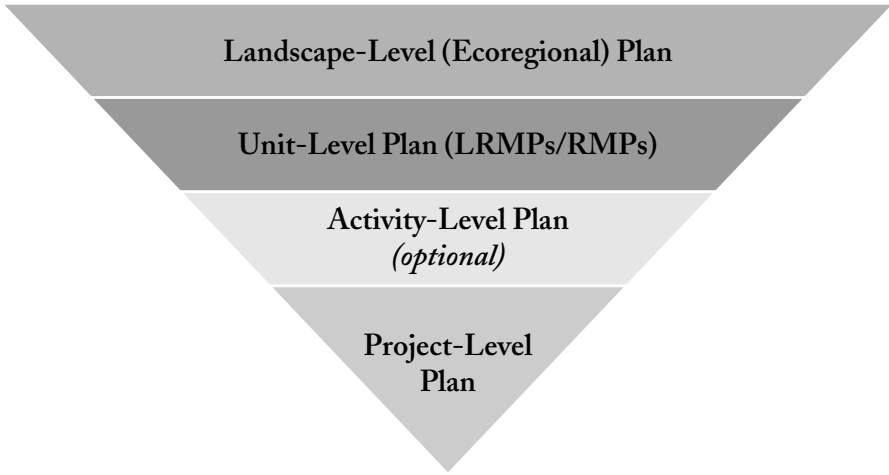 Landscape-Level (Ecoregional) Plan
Unit-Level Plan (LRMPs/RMPs)
Activity-Level Plan
(optional)
Project-Level
Plan